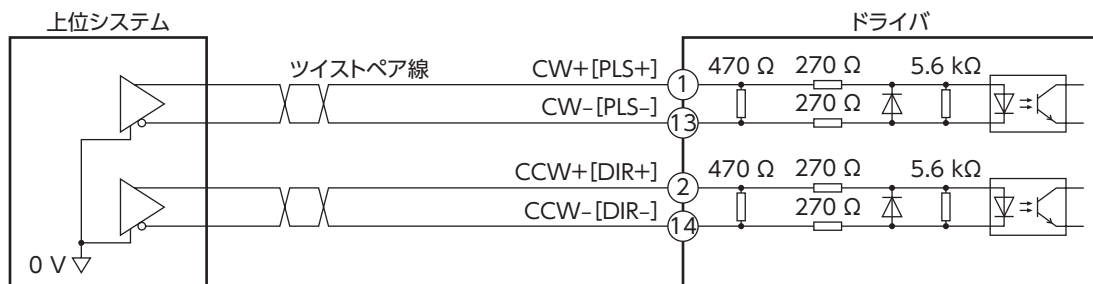 上位システム
ドライバ
ツイストペア線
CW+[PLS+]
1
470 Ω
270 Ω
5.6 kΩ
CW-[PLS-]
13
270 Ω
CCW+[DIR+]
2
470 Ω
270 Ω
5.6 kΩ
CCW-[DIR-]
14
270 Ω
0 V